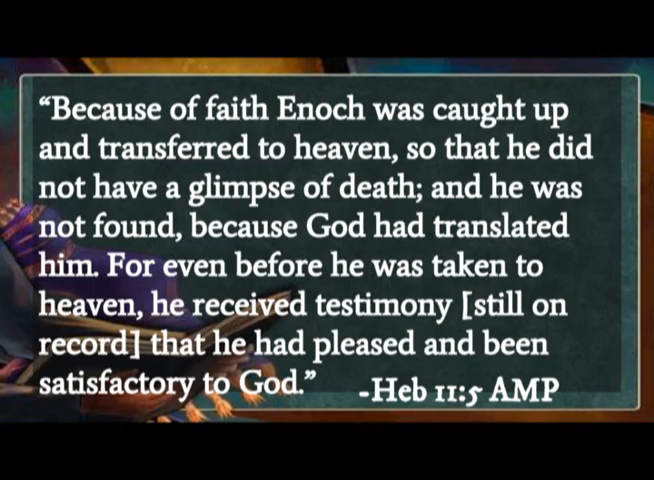 “Because of faith Enoch was caught up
and transferred to heaven, so that he did
not have a glimpse of death; and he was
not found, because God had translated
him. For even before he was taken to
heaven, he received testimony [still on
record] that he had pleased and been
satisfactory to God.” -Heb 11:5 AMP